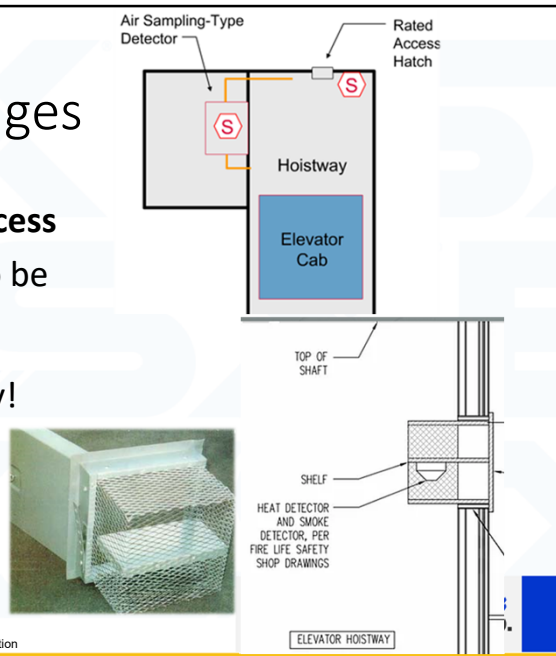 Air Sampling-Type
Detector
Rated
Access
Hatch
S
S
ges
Hoistway
cess
Elevator
Cab
be
!
TOP OF
SHAFT
SHELF
HEAT DETECTOR
AND SMOKE
DETECTOR, PER
FIRE LIFE SAFETY
SHOP DRAWINGS
ELEVATOR HOISTWAY
tion